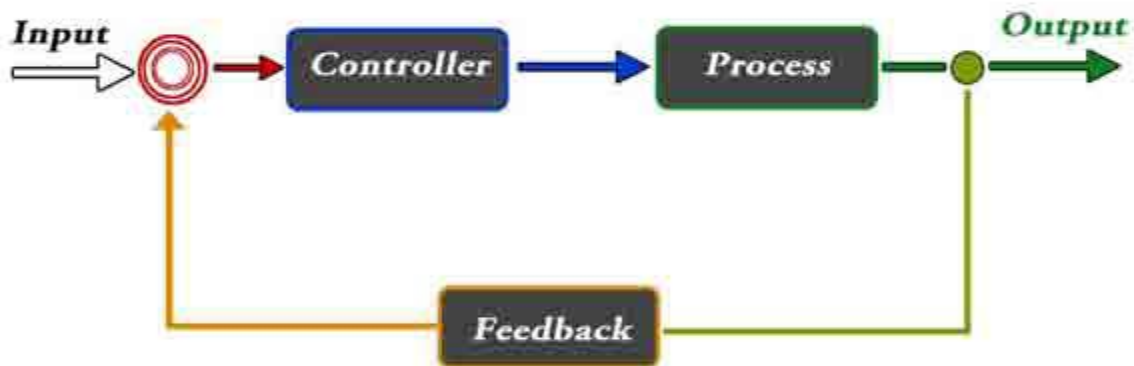 Input
Output
Controller
Process
Feedback